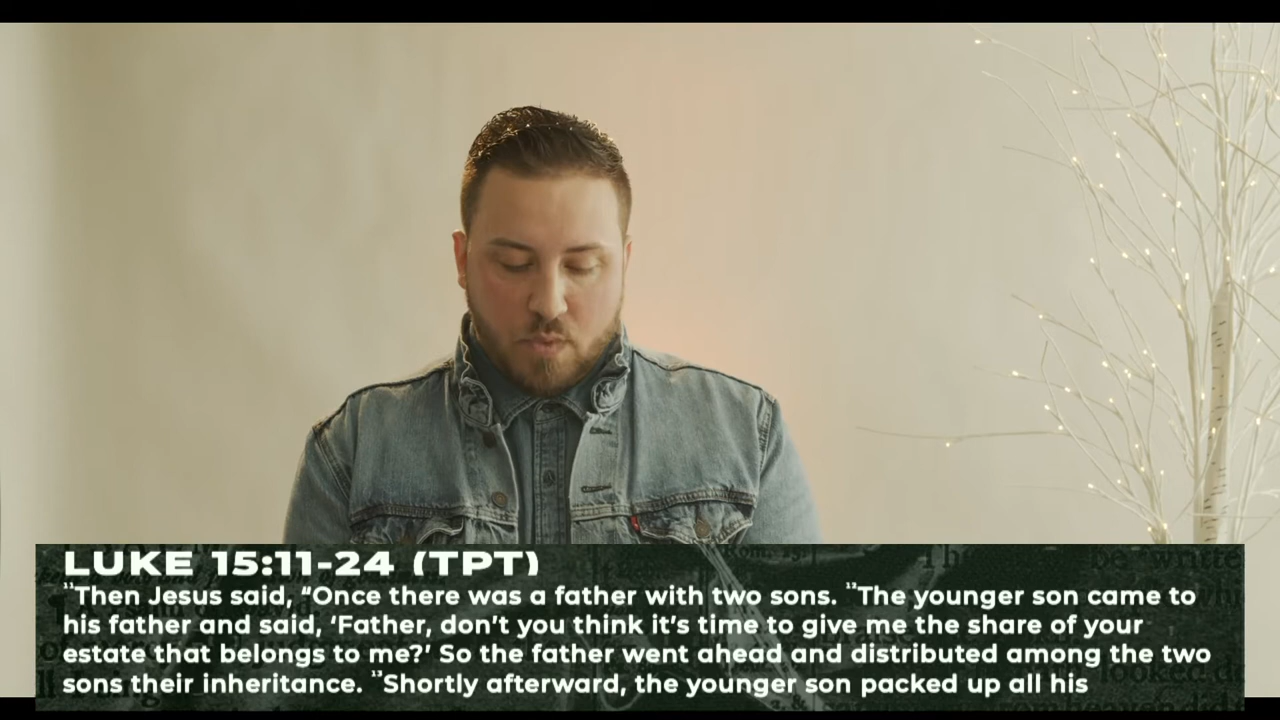 LUKE 15:11-24 (TPT)
¹¹Then Jesus said, “Once there was a father with two sons. ¹²The younger son came to
his father and said, ‘Father, don’t you think it’s time to give me the share of your
estate that belongs to me?’ So the father went ahead and distributed among the two
sons their inheritance. ¹³Shortly afterward, the younger son packed up all his